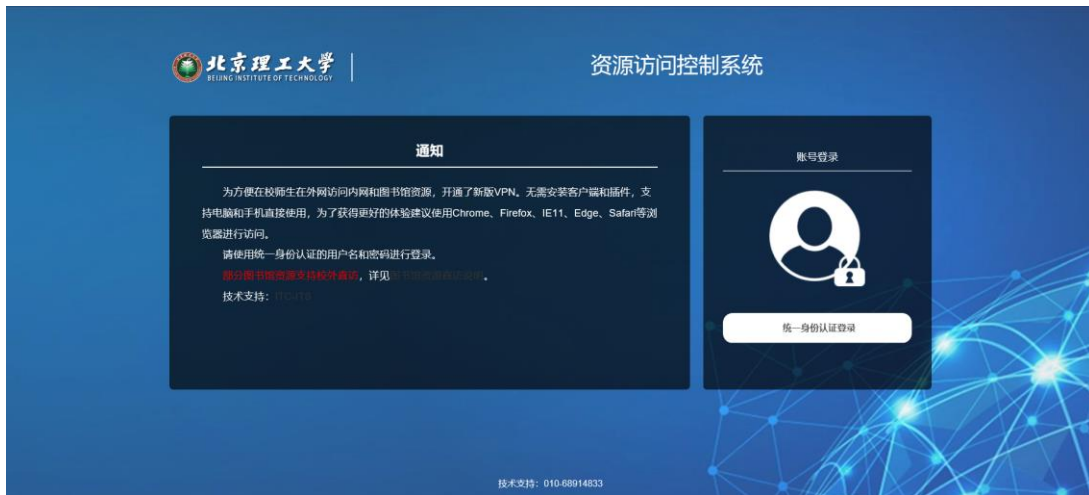 北京理工大学
BEIJING INSTITUTE OF TECHNOLOGY
资源访问控制系统
通知
为方便在校师生在外网访问内网和图书馆资源，开通了新版VPN。无需安装客户端和插件，支
持电脑和手机直接使用，为了获得更好的体验建议使用Chrome、Firefox、IE11、Edge、Safari等浏
览器进行访问。
请使用统一身份认证的用户名和密码进行登录。
部分图书馆资源支持校外直访，详见。
技术支持：
账号登录
统一身份认证登录
技术支持：010-68914833